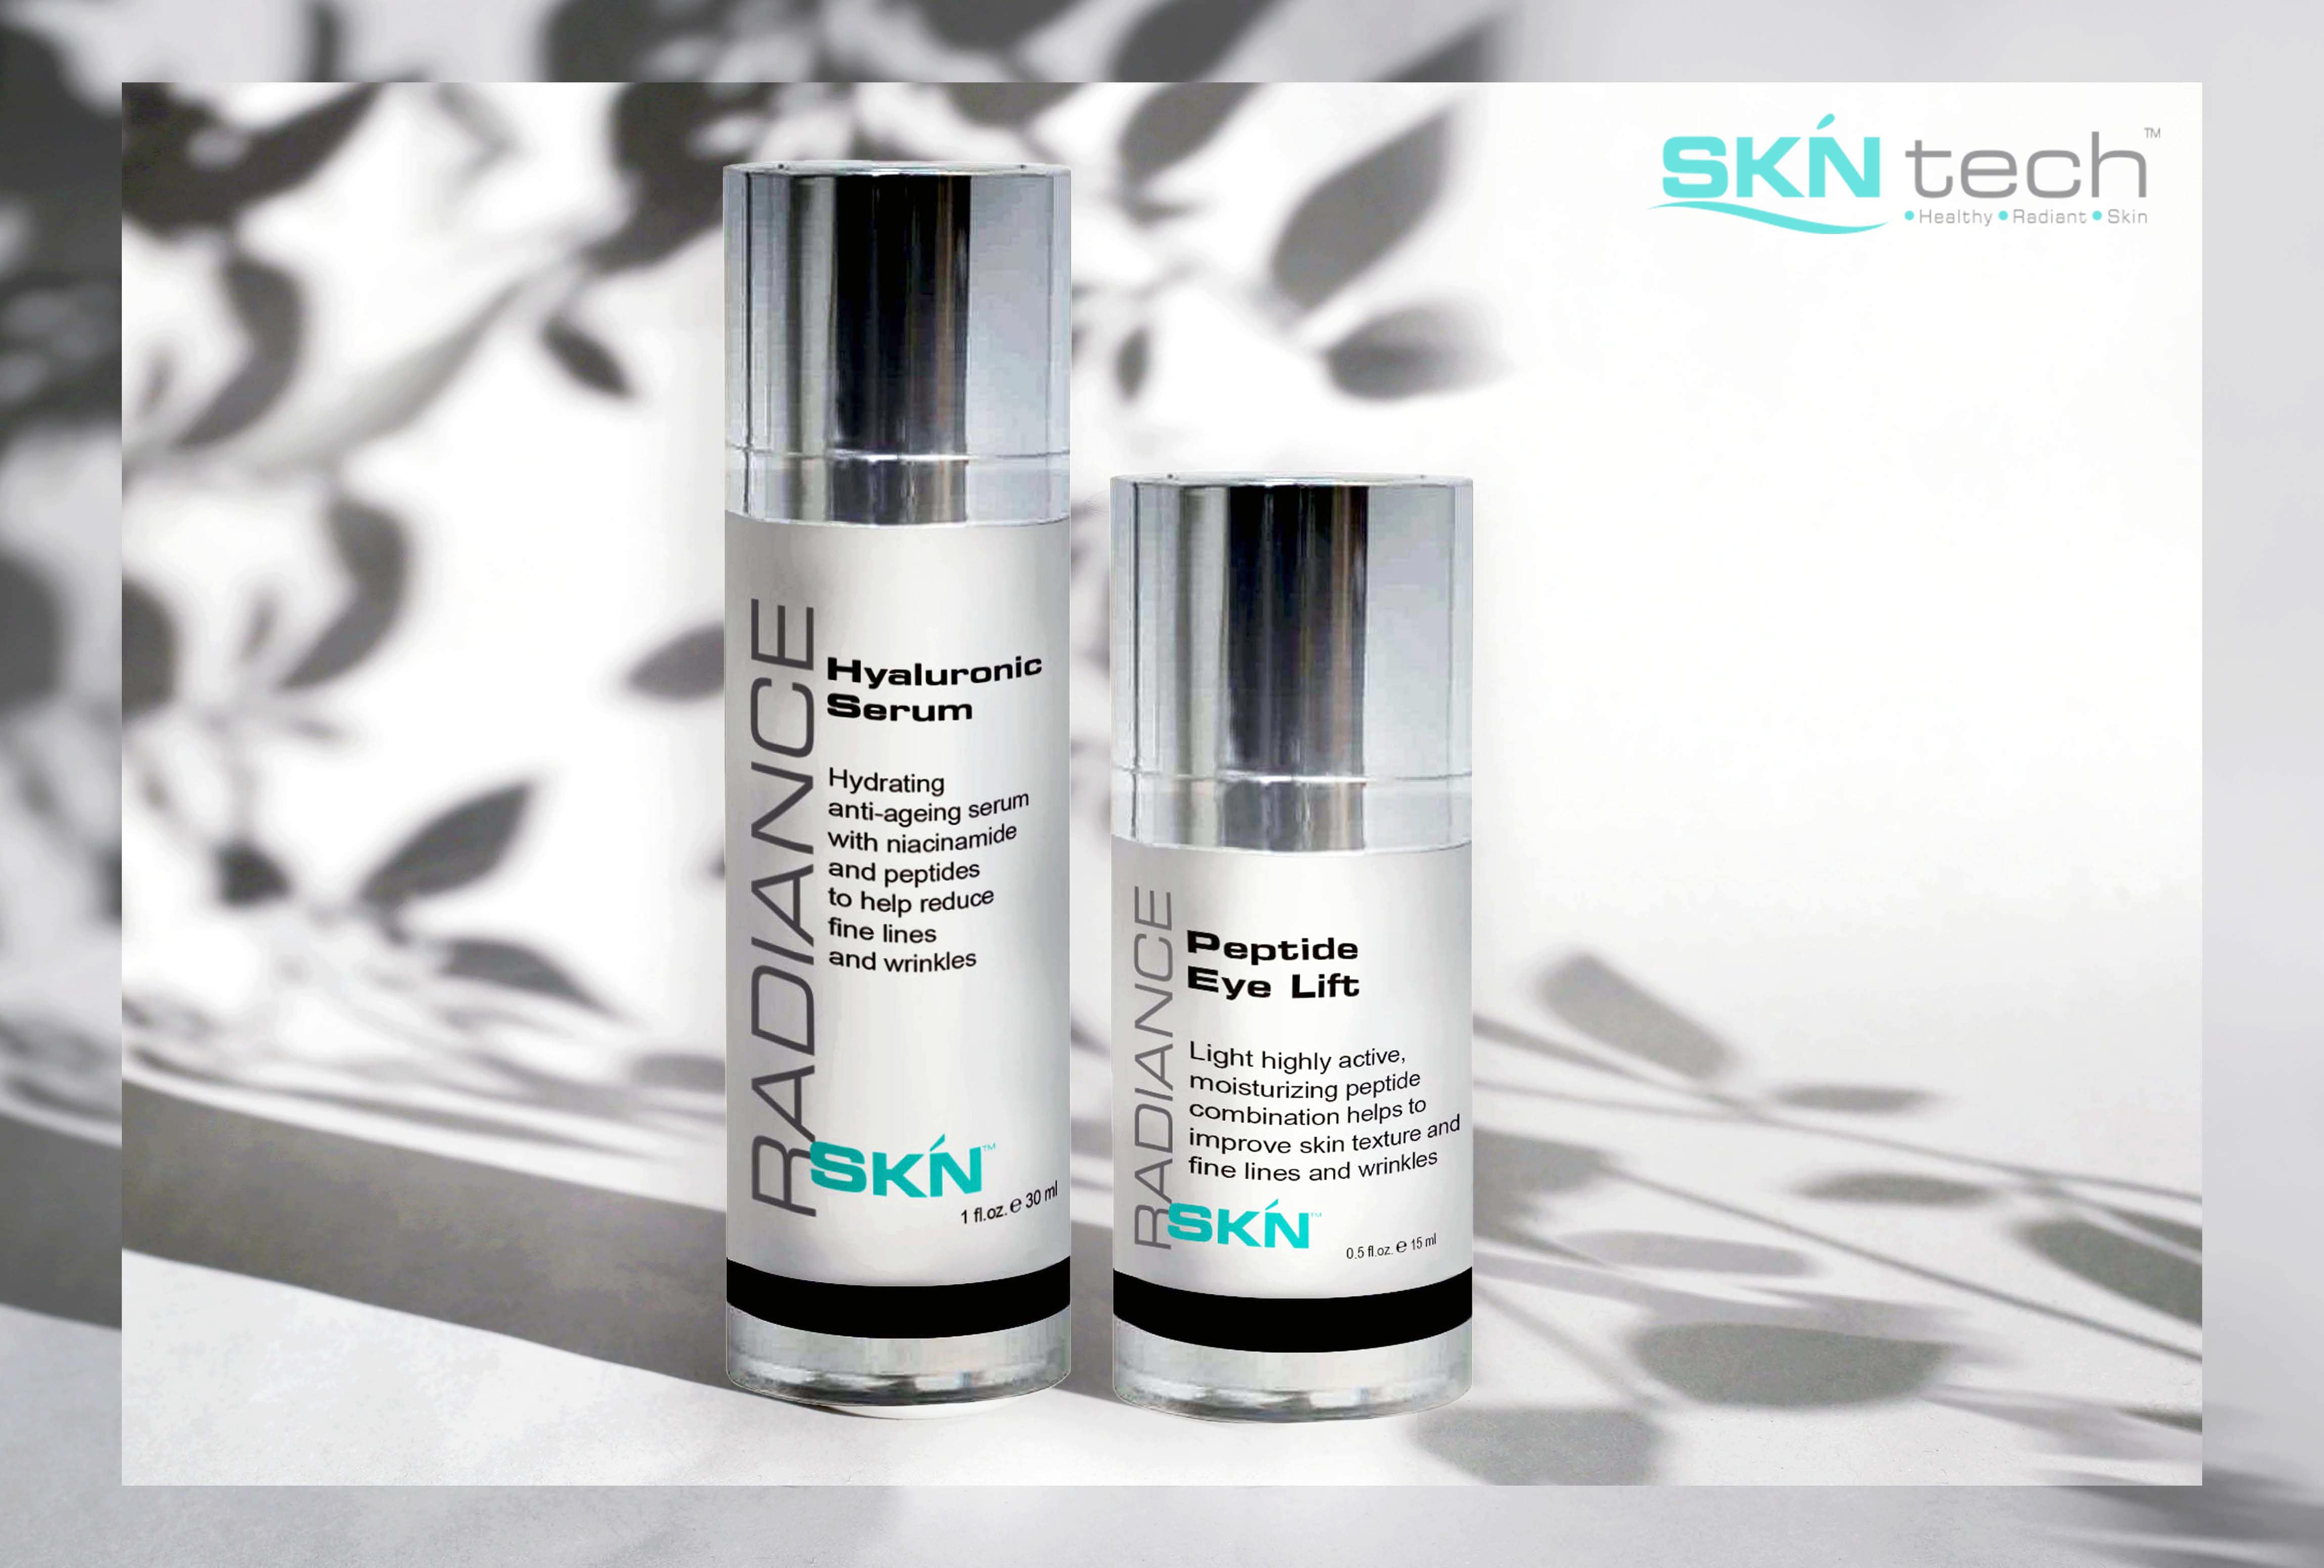 SKŃ tech™
•Healthy •Radiant •Skin
RADIANCE
Hyaluronic
Serum
Hydrating
anti-ageing serum
with niacinamide
and peptides
to help reduce
fine lines
and wrinkles
SKŃ™
1 fl.oz. ℮ 30 ml
RADIANCE
Peptide
Eye Lift
Light highly active,
moisturizing peptide
combination helps to
improve skin texture and
fine lines and wrinkles
SKŃ™
0.5 fl.oz. ℮ 15 ml